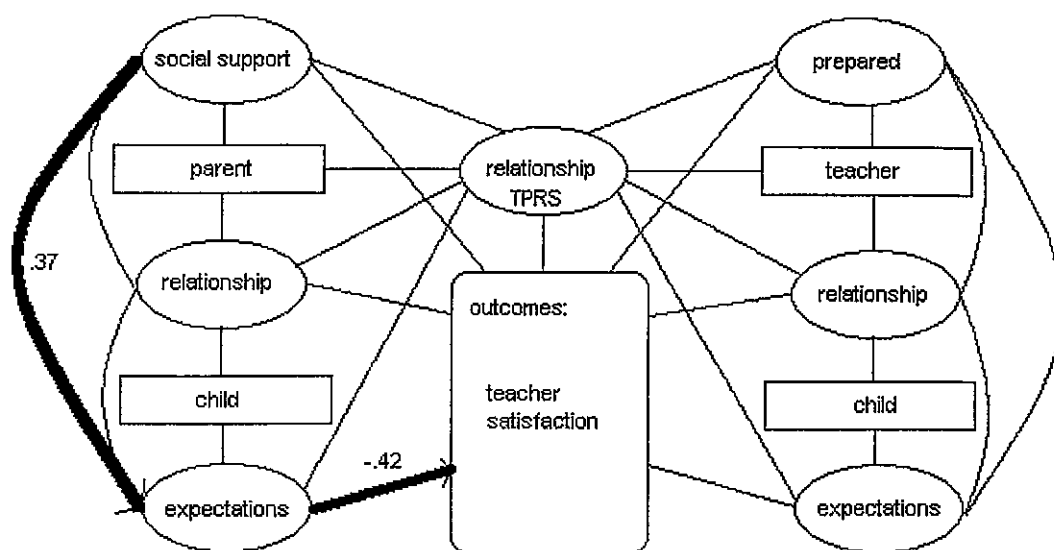 social support
prepared
parent
relationship
TPRS
teacher
.37
relationship
relationship
outcomes:
child
teacher
satisfaction
child
-.42
expectations
expectations